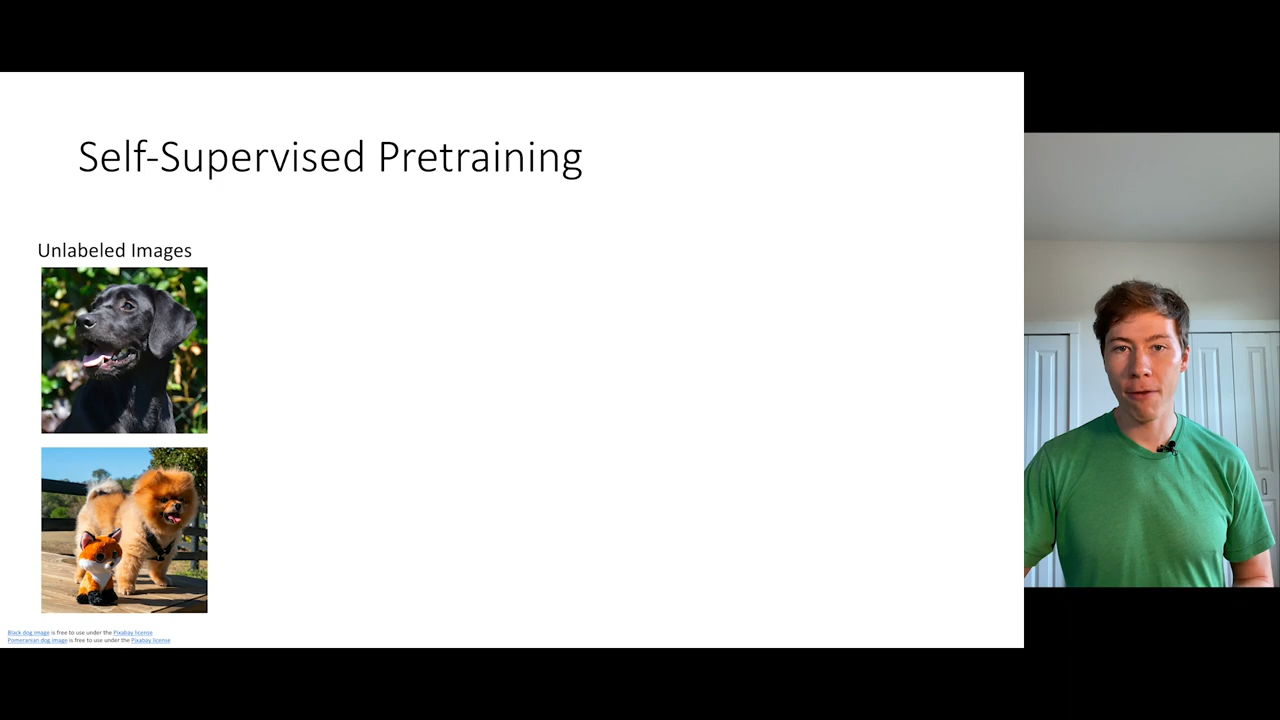 Self-Supervised Pretraining
Unlabeled Images
Black dog image is free to use under the Pixabay license
Pomeranian dog image is free to use under the Pixabay license